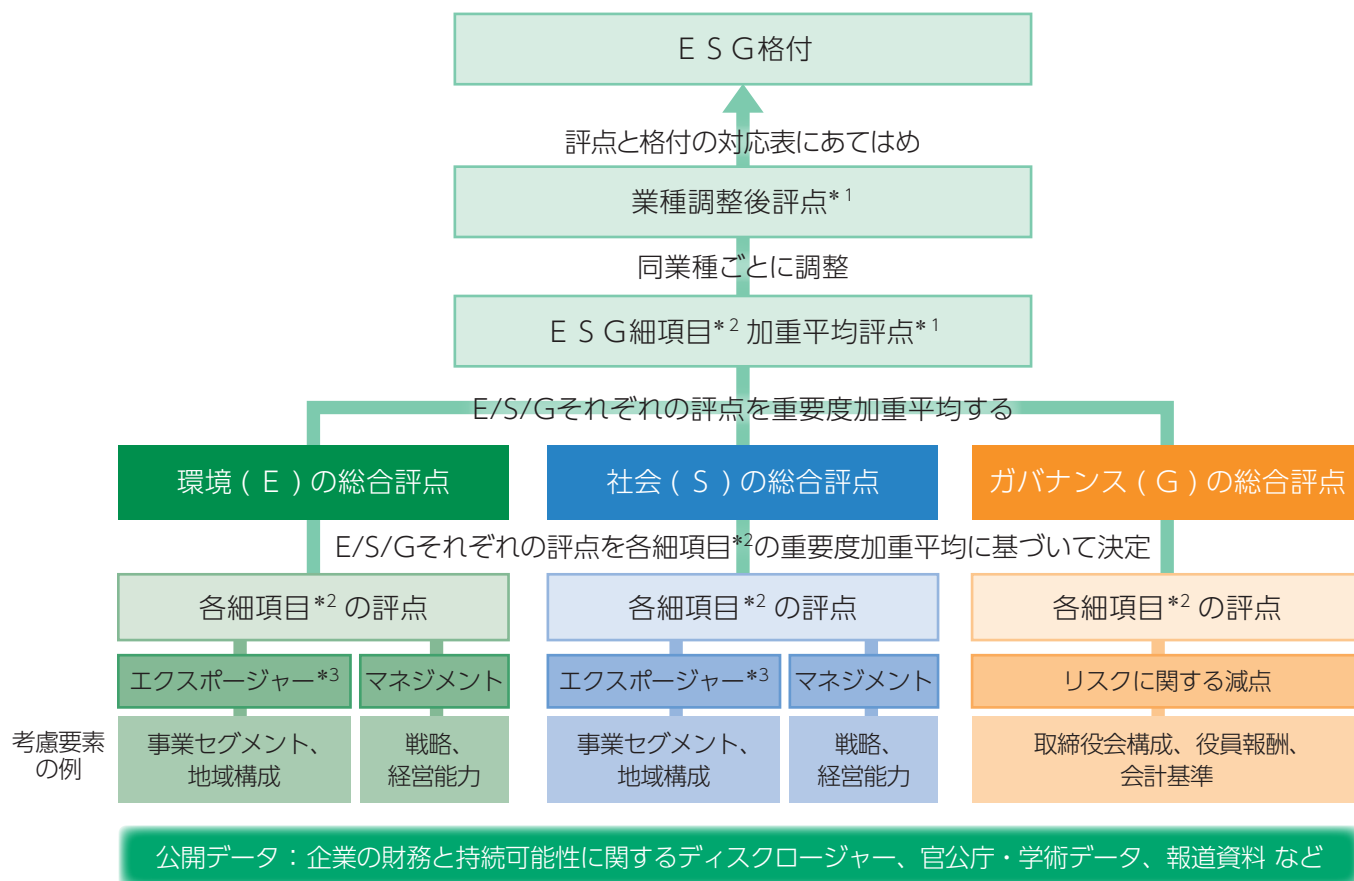 ESG格付
評点と格付の対応表にあてはめ
業種調整後評点*1
同業種ごとに調整
ESG細項目*2 加重平均評点*1
E/S/Gそれぞれの評点を重要度加重平均する
環境(E)の総合評点
社会(S)の総合評点
ガバナンス(G)の総合評点
E/S/Gそれぞれの評点を各細項目*2の重要度加重平均に基づいて決定
各細項目*2 の評点
各細項目*2 の評点
各細項目*2 の評点
エクスポージャー*3
マネジメント
エクスポージャー*3
マネジメント
リスクに関する減点
考慮要素
の例
事業セグメント、
地域構成
戦略、
経営能力
事業セグメント、
地域構成
戦略、
経営能力
取締役会構成、役員報酬、
会計基準
公開データ：企業の財務と持続可能性に関するディスクロージャー、官公庁・学術データ、報道資料 など